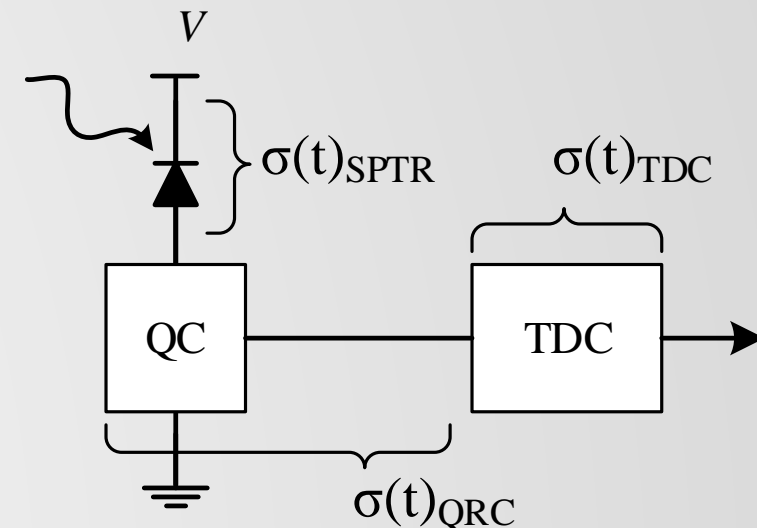 V
σ(t)SPTR
σ(t)TDC
QC
TDC
σ(t)QRC